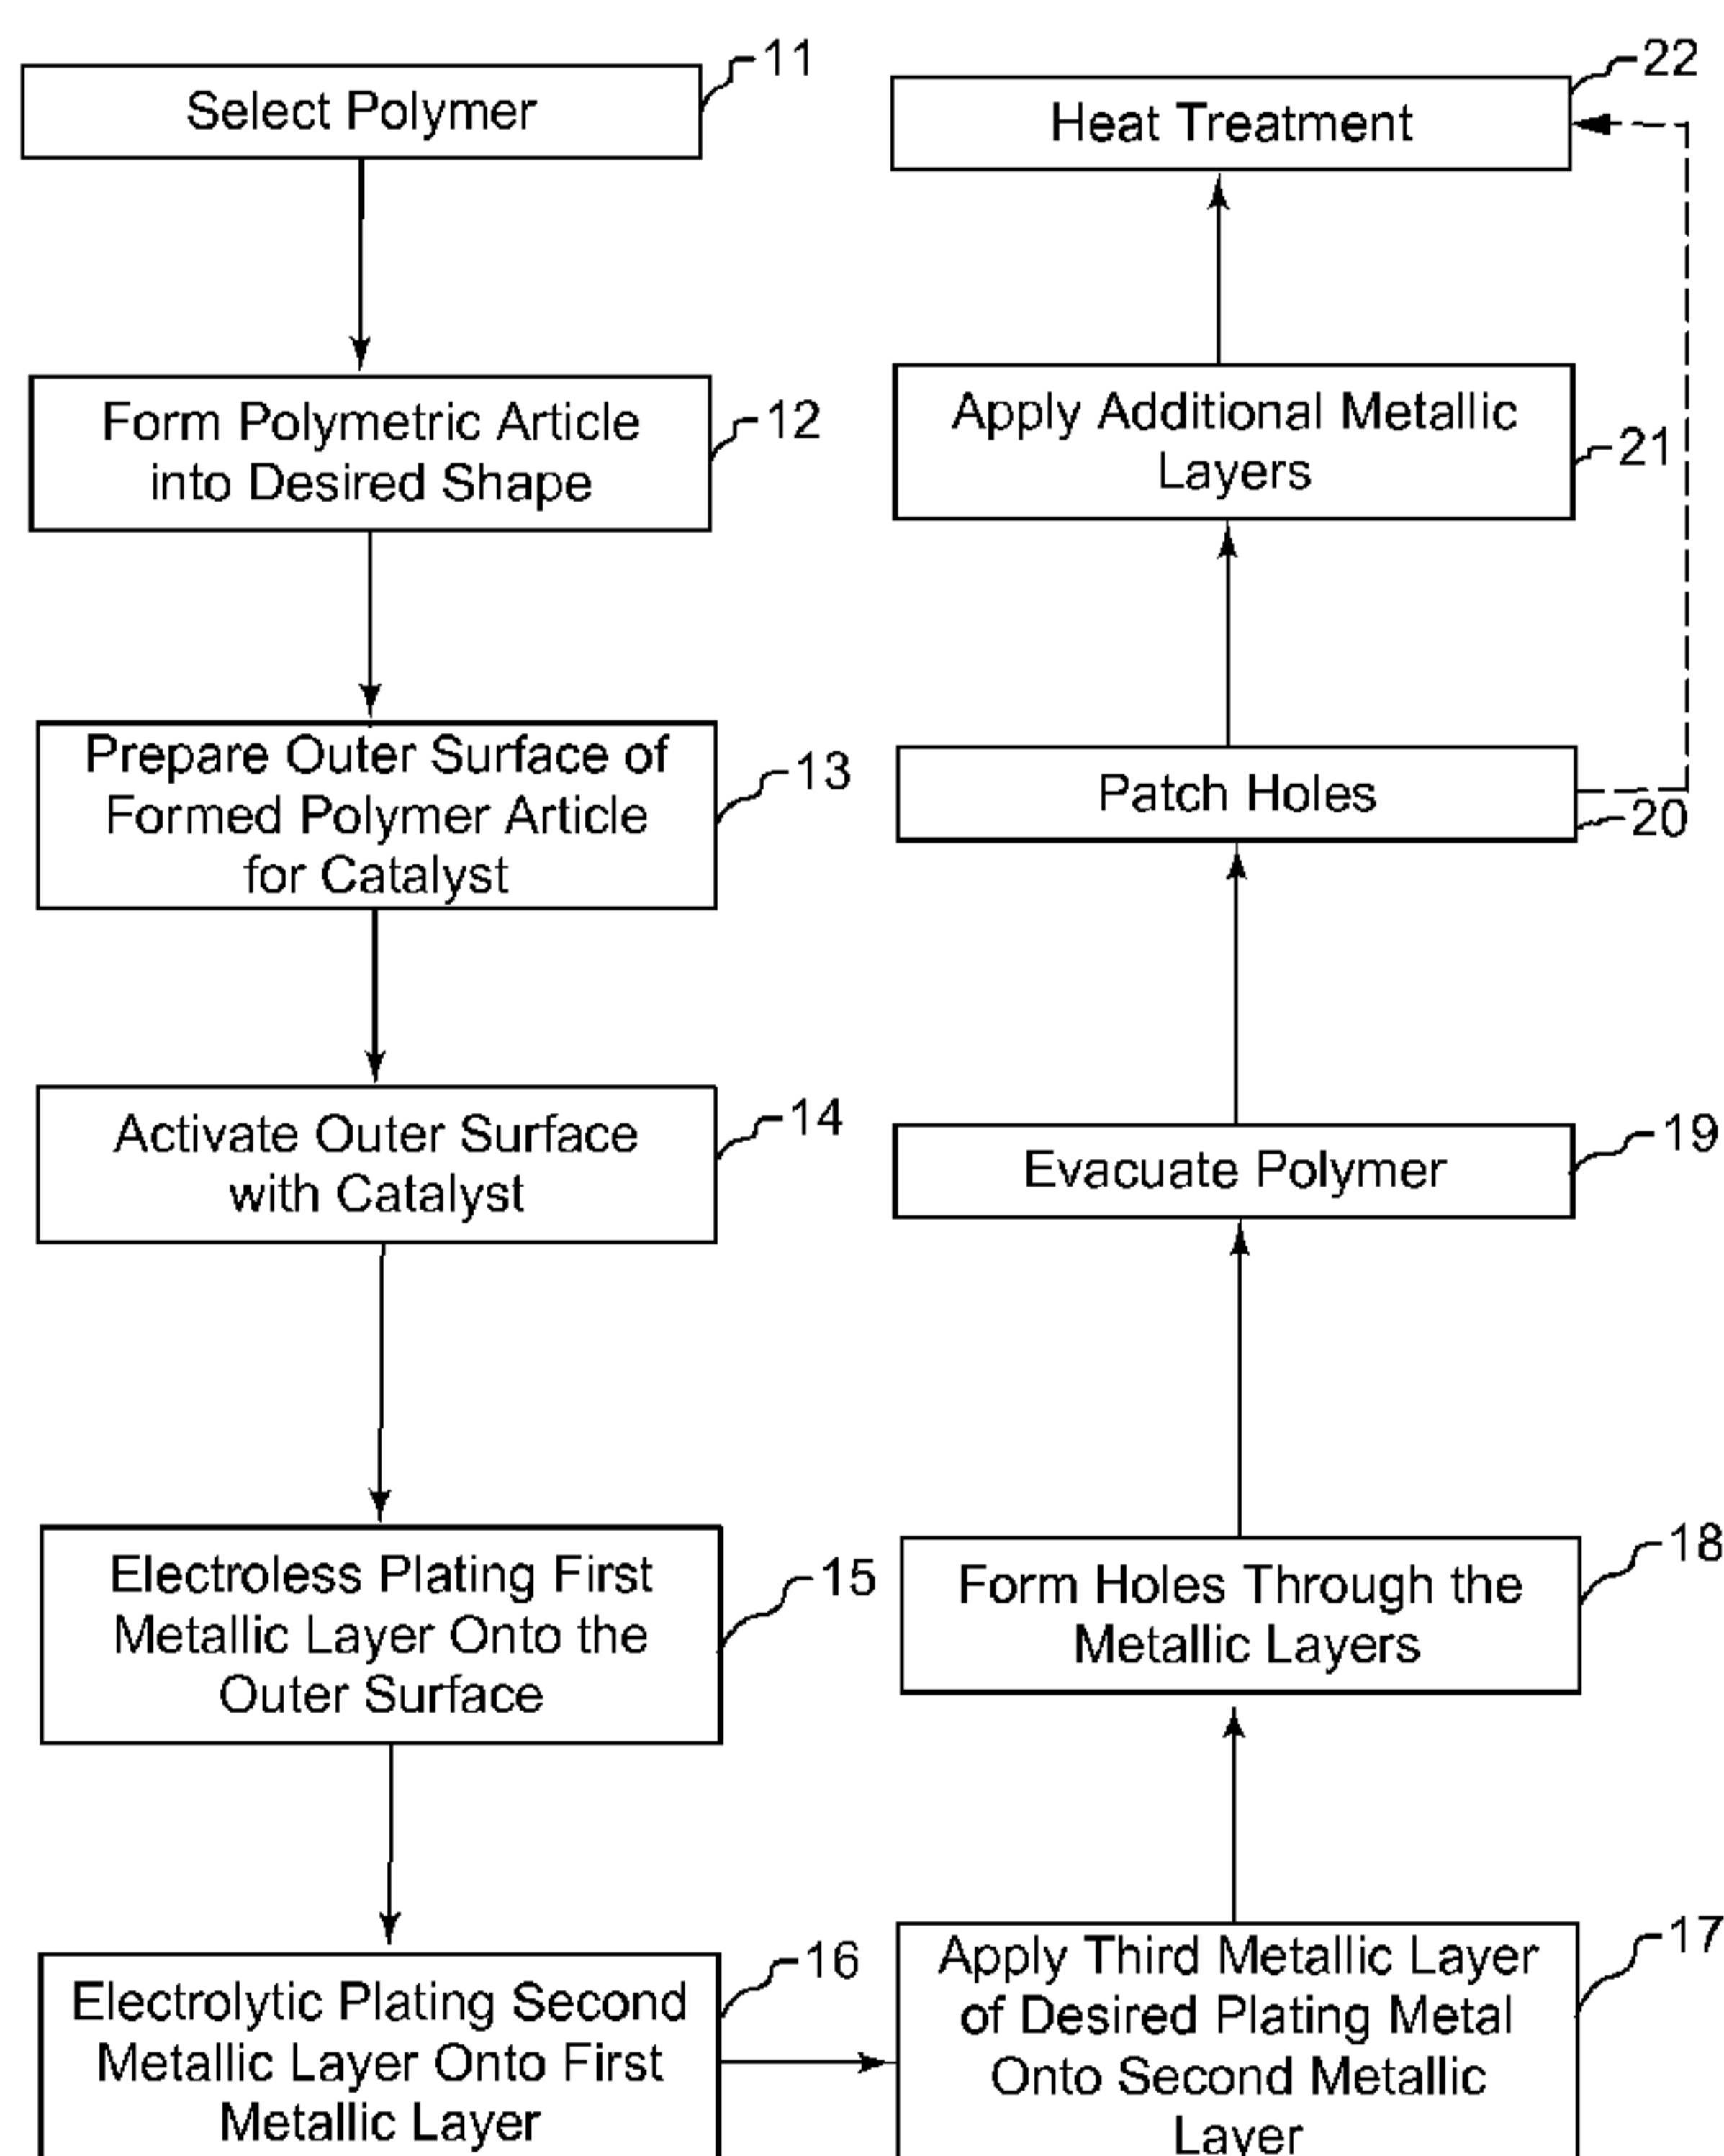 Select Polymer
11
Form Polymetric Article
into Desired Shape
12
Prepare Outer Surface of
Formed Polymer Article
for Catalyst
13
Activate Outer Surface
with Catalyst
14
Electroless Plating First
Metallic Layer Onto the
Outer Surface
15
Electrolytic Plating Second
Metallic Layer Onto First
Metallic Layer
16
Apply Third Metallic Layer
of Desired Plating Metal
Onto Second Metallic
Layer
17
Form Holes Through the
Metallic Layers
18
Evacuate Polymer
19
Patch Holes
20
Apply Additional Metallic
Layers
21
Heat Treatment
22